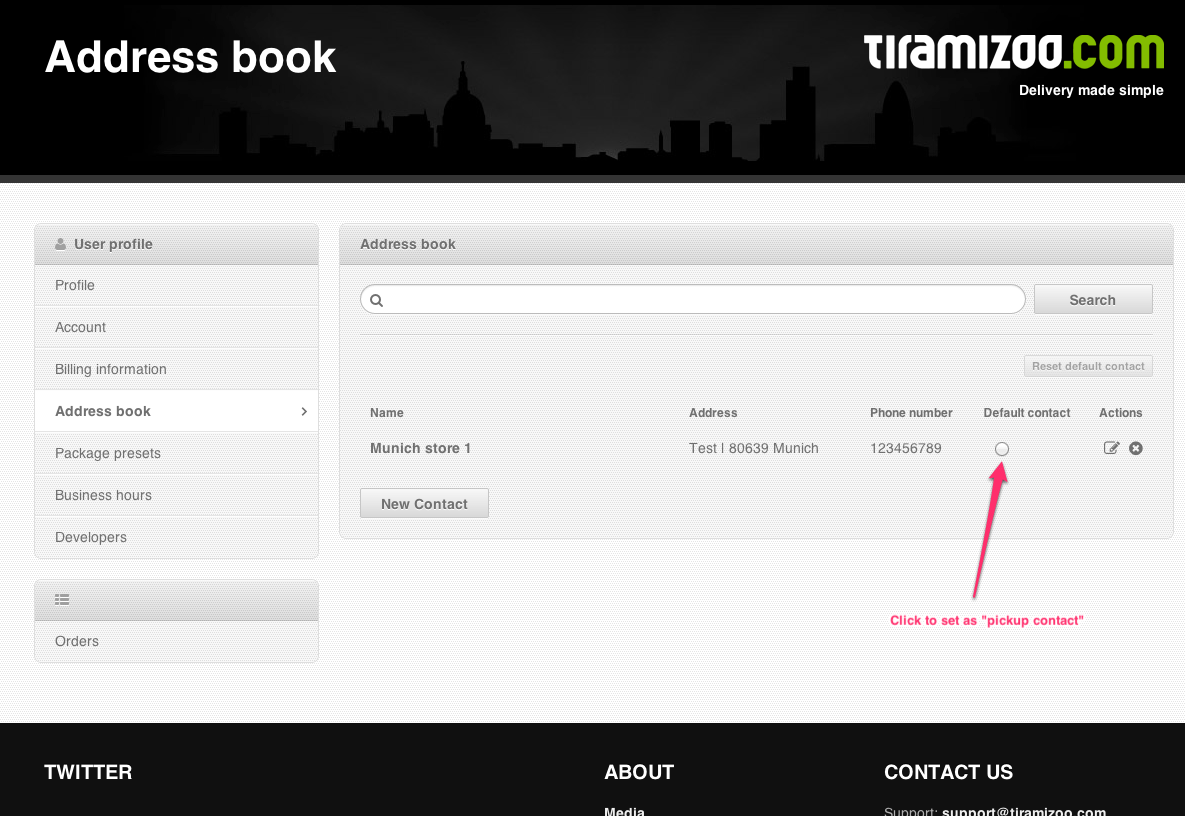 Address book
tiramizoo.com
Delivery made simple
User profile
Profile
Account
Billing information
Address book
Package presets
Business hours
Developers
Orders
Address book
Search
Reset default contact
Name Address Phone number Default contact Actions
Munich store 1 Test | 80639 Munich 123456789
New Contact
Click to set as "pickup contact"
TWITTER
ABOUT
Media
CONTACT US
Support: support@tiramizoo.com